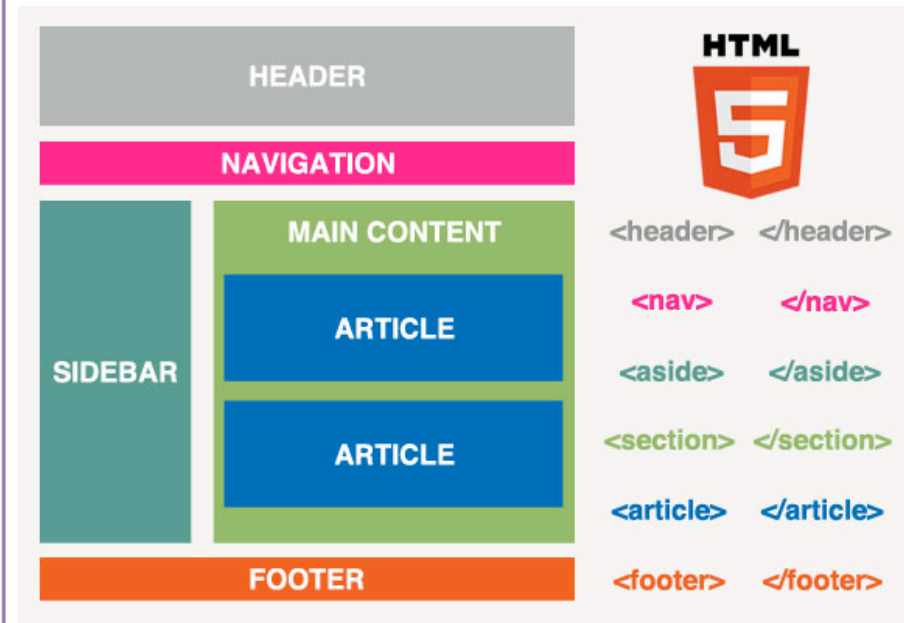 HEADER
NAVIGATION
SIDEBAR
MAIN CONTENT
ARTICLE
ARTICLE
FOOTER
HTML
5
<header> </header>
<nav> </nav>
<aside> </aside>
<section> </section>
<article> </article>
<footer> </footer>